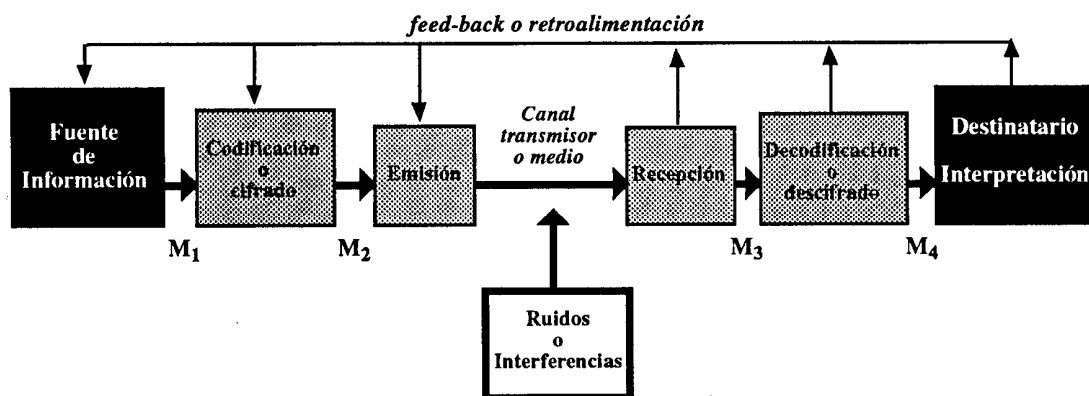 feed-back o retroalimentación
Fuente
de
Información
Codificación
o
cifrado
Emisión
Canal
transmisor
o medio
Recepción
Decodificación
o
descifrado
Destinatario
Interpretación
M1
M2
M3
M4
Ruidos
o
Interferencias